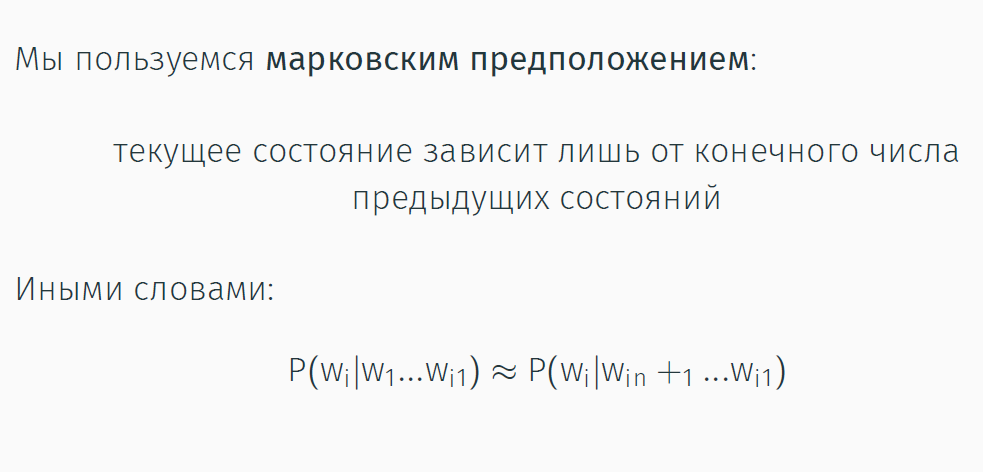 Мы пользуемся марковским предположением:
текущее состояние зависит лишь от конечного числа
предыдущих состояний
Иными словами:
P(wᵢ|w₁...wᵢ₁) ≈ P(wᵢ|wᵢₙ +₁ ...wᵢ₁)